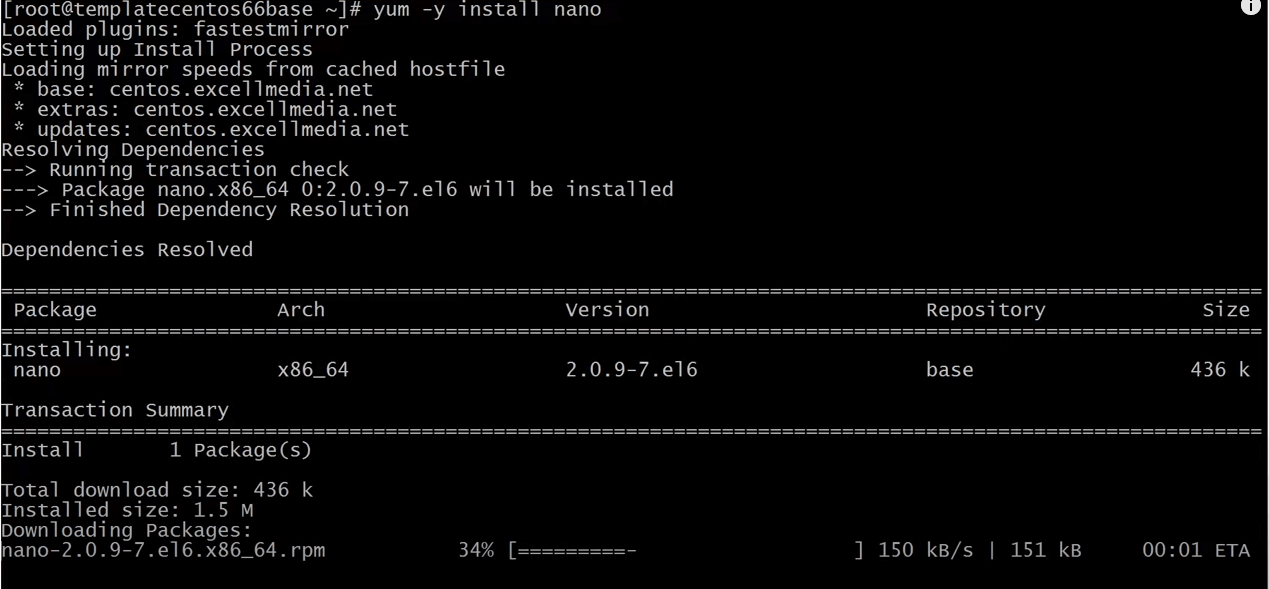 [root@templatecentos66base ~]# yum -y install nano
Loaded plugins: fastestmirror
Setting up Install Process
Loading mirror speeds from cached hostfile
 * base: centos.excellmedia.net
 * extras: centos.excellmedia.net
 * updates: centos.excellmedia.net
Resolving Dependencies
--> Running transaction check
---> Package nano.x86_64 0:2.0.9-7.el6 will be installed
--> Finished Dependency Resolution
Dependencies Resolved
=========================================================================================================
 Package               Arch                    Version                       Repository             Size
=========================================================================================================
Installing:
 nano                  x86_64                  2.0.9-7.el6                   base                  436 k
Transaction Summary
=========================================================================================================
Install       1 Package(s)
Total download size: 436 k
Installed size: 1.5 M
Downloading Packages:
nano-2.0.9-7.el6.x86_64.rpm           34% [=========-                  ] 150 kB/s | 151 kB     00:01 ETA